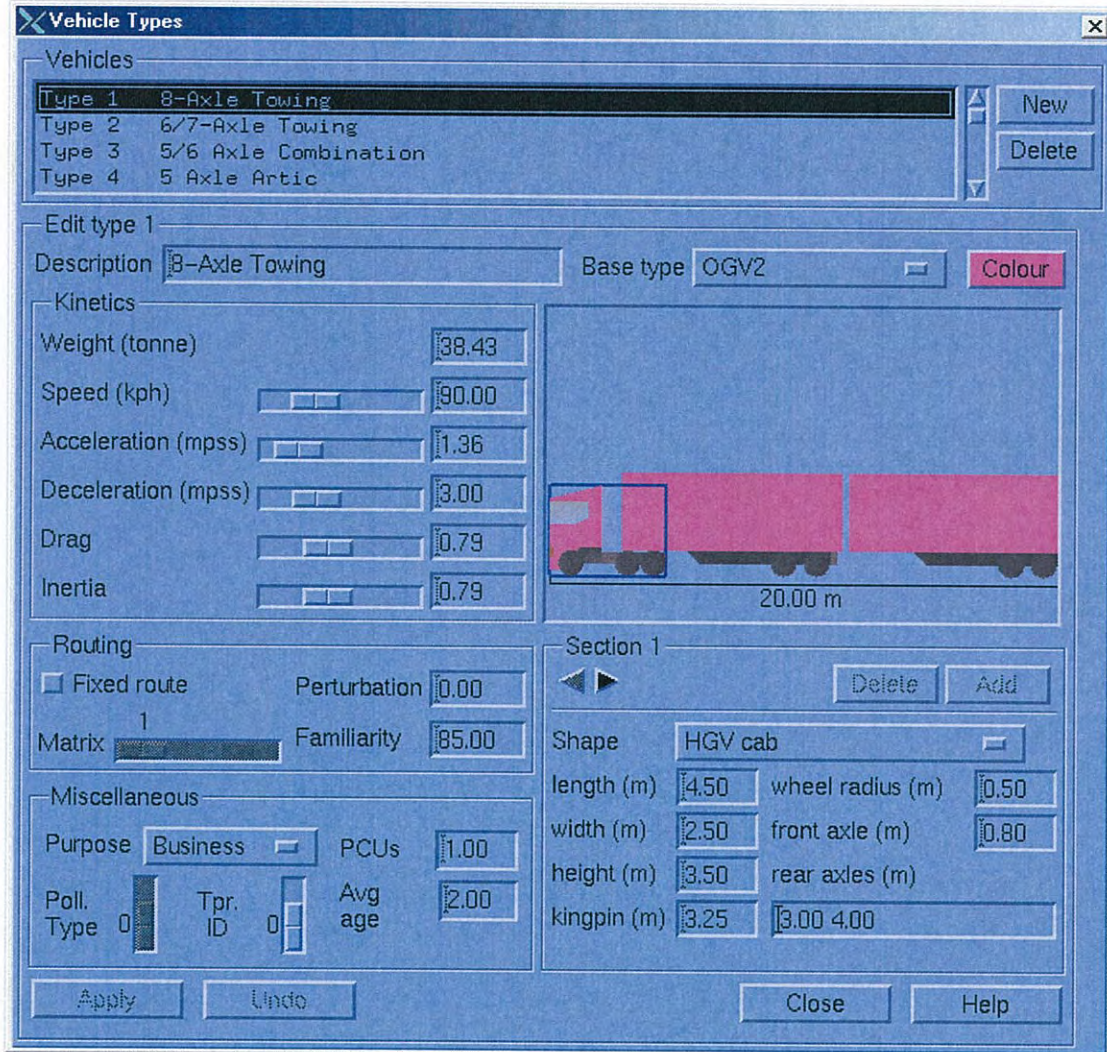 Vehicle Types
Vehicles
Type 1 8-Axle Towing
Type 2 6/7-Axle Towing
Type 3 5/6 Axle Combination
Type 4 5 Axle Artic
New
Delete
Edit type 1
Description 8-Axle Towing Base type OGV2 Colour
Kinetics
Weight (tonne) 38.43
Speed (kph) 90.00
Acceleration (mpss) 1.36
Deceleration (mpss) 3.00
Drag 0.79
Inertia 0.79
20.00 m
Routing
Fixed route Perturbation 0.00
1
Matrix Familiarity 85.00
Miscellaneous
Purpose Business PCUs 1.00
Poll. Type 0 Tpr. ID 0 Avg age 2.00
Section 1
Delete Add
Shape HGV cab
length (m) 4.50 wheel radius (m) 0.50
width (m) 2.50 front axle (m) 0.80
height (m) 3.50 rear axles (m)
kingpin (m) 3.25 3.00 4.00
Apply Undo Close Help